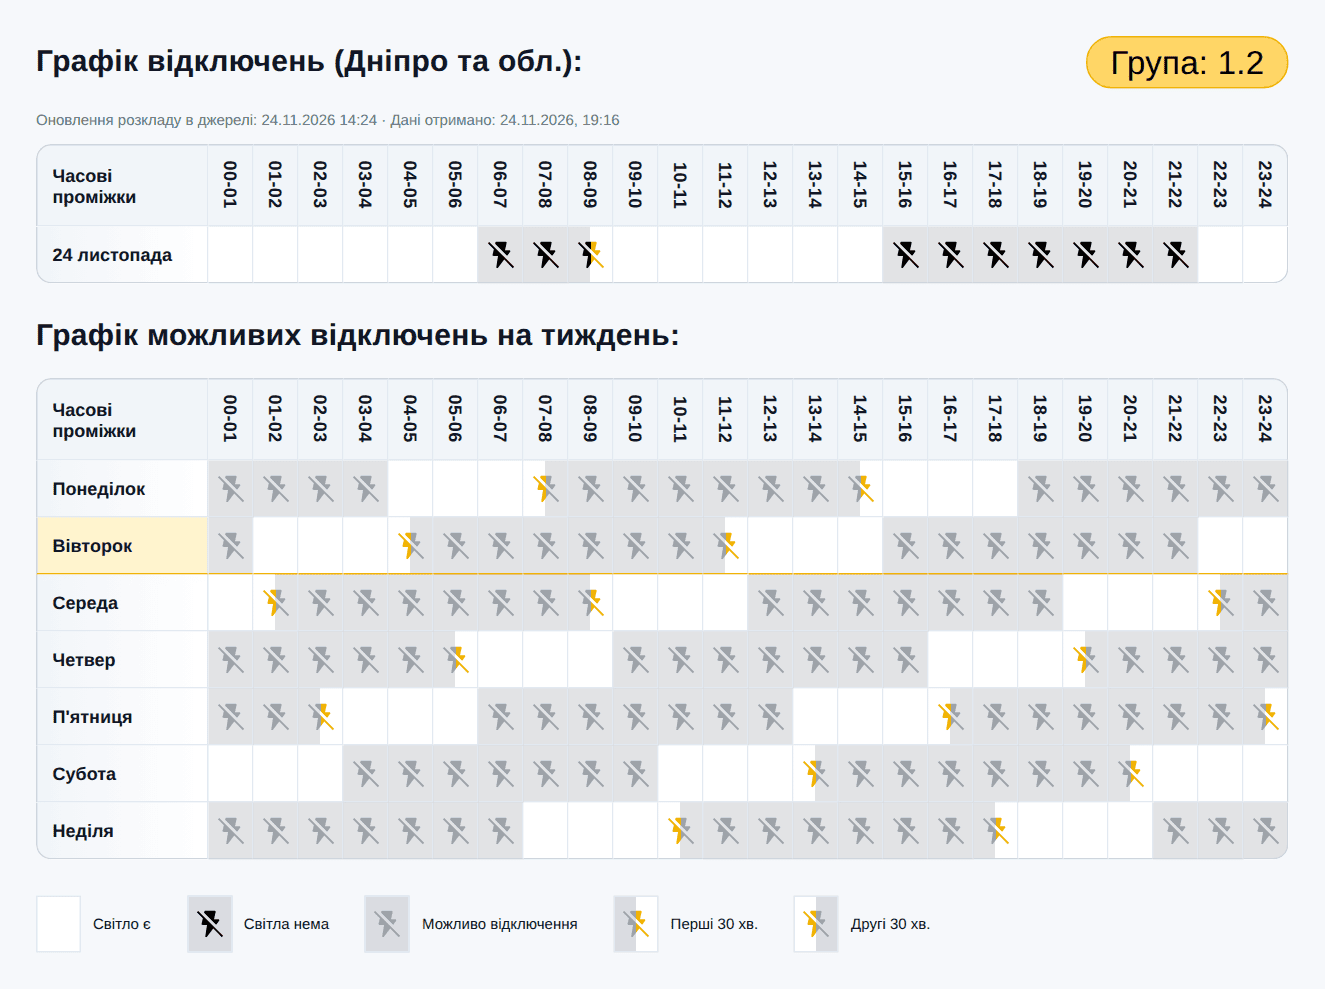 Графік відключень (Дніпро та обл.):
Група: 1.2
Оновлення розкладу в джерелі: 24.11.2026 14:24 · Дані отримано: 24.11.2026, 19:16
Часові
проміжки
00-01 01-02 02-03 03-04 04-05 05-06 06-07 07-08 08-09 09-10 10-11 11-12 12-13 13-14 14-15 15-16 16-17 17-18 18-19 19-20 20-21 21-22 22-23 23-24
24 листопада
Графік можливих відключень на тиждень:
Часові
проміжки
00-01 01-02 02-03 03-04 04-05 05-06 06-07 07-08 08-09 09-10 10-11 11-12 12-13 13-14 14-15 15-16 16-17 17-18 18-19 19-20 20-21 21-22 22-23 23-24
Понеділок
Вівторок
Середа
Четвер
П'ятниця
Субота
Неділя
Світло є
Світла нема
Можливо відключення
Перші 30 хв.
Другі 30 хв.